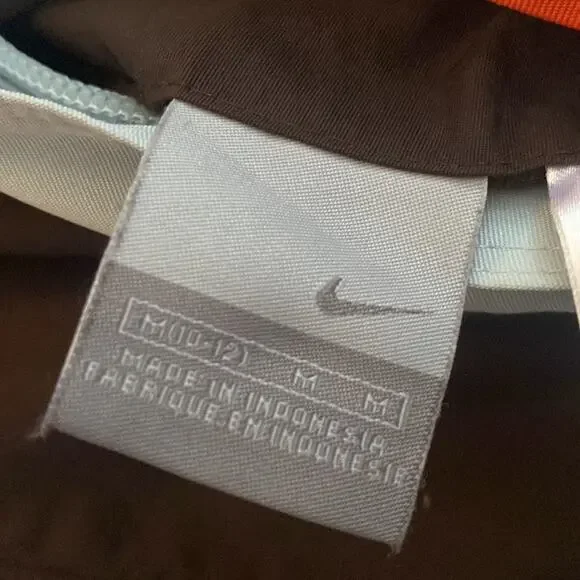 M(10-12) M M
MADE IN INDONESIA
FABRIQUE EN INDONESIE